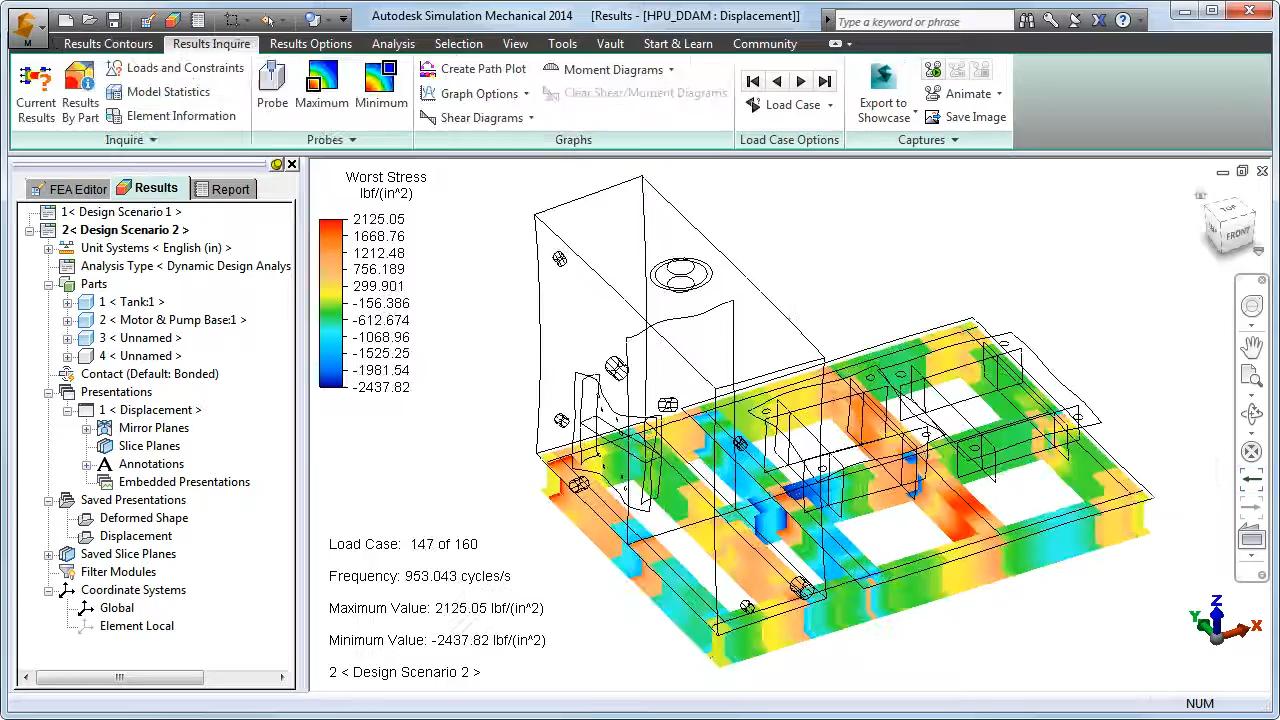 Autodesk Simulation Mechanical 2014 [Results - [HPU_DDAM : Displacement]]
Type a keyword or phrase
M
Results Contours
Results Inquire
Results Options
Analysis
Selection
View
Tools
Vault
Start & Learn
Community
Current Results
Results By Part
Loads and Constraints
Model Statistics
Element Information
Inquire
Probe
Maximum
Minimum
Probes
Create Path Plot
Graph Options
Shear Diagrams
Moment Diagrams
Clear Shear/Moment Diagrams
Graphs
Load Case
Load Case Options
Export to Showcase
Animate
Save Image
Captures
FEA Editor
Results
Report
1< Design Scenario 1 >
2< Design Scenario 2 >
Unit Systems < English (in) >
Analysis Type < Dynamic Design Analys
Parts
1 < Tank:1 >
2 < Motor & Pump Base:1 >
3 < Unnamed >
4 < Unnamed >
Contact (Default: Bonded)
Presentations
1 < Displacement >
Mirror Planes
Slice Planes
Annotations
Embedded Presentations
Saved Presentations
Deformed Shape
Displacement
Saved Slice Planes
Filter Modules
Coordinate Systems
Global
Element Local
Worst Stress
lbf/(in^2)
2125.05
1668.76
1212.48
756.189
299.901
-156.386
-612.674
-1068.96
-1525.25
-1981.54
-2437.82
Load Case: 147 of 160
Frequency: 953.043 cycles/s
Maximum Value: 2125.05 lbf/(in^2)
Minimum Value: -2437.82 lbf/(in^2)
2 < Design Scenario 2 >
TOP
FRONT
Z
Y
X
NUM